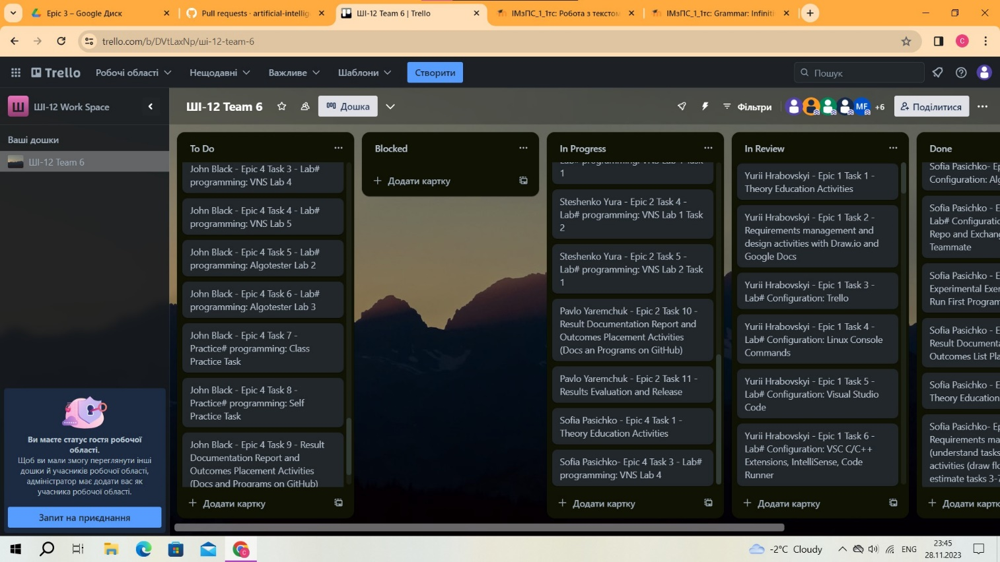 Epic 3 – Google Диск
Pull requests · artificial-intellig
ШІ-12 Team 6 | Trello
ІМзПС_1_1тс: Робота з текстом
ІМзПС_1_1тс: Grammar: Infiniti
trello.com/b/DVtLaxNp/ші-12-team-6
C
Trello
Робочі області
Нещодавні
Важливе
Шаблони
Створити
Пошук
Ш
ШІ-12 Work Space
ШІ-12 Team 6
Дошка
Фільтри
MF
+6
Поділитися
Ваші дошки
ШІ-12 Team 6
Ви маєте статус гостя робочої
області.
Щоб ви мали змогу переглянути інші
дошки й учасників робочої області,
адміністратор має додати вас як
учасника робочої області.
Запит на приєднання
To Do
John Black - Epic 4 Task 3 - Lab#
programming: VNS Lab 4
John Black - Epic 4 Task 4 - Lab#
programming: VNS Lab 5
John Black - Epic 4 Task 5 - Lab#
programming: Algotester Lab 2
John Black - Epic 4 Task 6 - Lab#
programming: Algotester Lab 3
John Black - Epic 4 Task 7 -
Practice# programming: Class
Practice Task
John Black - Epic 4 Task 8 -
Practice# programming: Self
Practice Task
John Black - Epic 4 Task 9 - Result
Documentation Report and
Outcomes Placement Activities
(Docs and Programs on GitHub)
Додати картку
Blocked
Додати картку
In Progress
Lab# programming: VNS Lab 1 Task
1
Steshenko Yura - Epic 2 Task 4 -
Lab# programming: VNS Lab 1 Task
2
Steshenko Yura - Epic 2 Task 5 -
Lab# programming: VNS Lab 2 Task
1
Pavlo Yaremchuk - Epic 2 Task 10 -
Result Documentation Report and
Outcomes Placement Activities
(Docs an Programs on GitHub)
Pavlo Yaremchuk - Epic 2 Task 11 -
Results Evaluation and Release
Sofia Pasichko - Epic 4 Task 1 -
Theory Education Activities
Sofia Pasichko- Epic 4 Task 3 - Lab#
programming: VNS Lab 4
Додати картку
In Review
Yurii Hrabovskyi - Epic 1 Task 1 -
Theory Education Activities
Yurii Hrabovskyi - Epic 1 Task 2 -
Requirements management and
design activities with Draw.io and
Google Docs
Yurii Hrabovskyi - Epic 1 Task 3 -
Lab# Configuration: Trello
Yurii Hrabovskyi - Epic 1 Task 4 -
Lab# Configuration: Linux Console
Commands
Yurii Hrabovskyi - Epic 1 Task 5 -
Lab# Configuration: Visual Studio
Code
Yurii Hrabovskyi - Epic 1 Task 6 -
Lab# Configuration: VSC C/C++
Extensions, IntelliSense, Code
Runner
Додати картку
Done
Sofia Pasichko- Ep
Configuration: Alg
Sofia Pasichko - E
Lab# Configuratio
Repo and Exchang
Teammate
Sofia Pasichko - E
Experimental Exer
Run First Program
Sofia Pasichko - E
Result Documenta
Outcomes List Pla
Sofia Pasichko - E
Theory Education
Sofia Pasichko- Ep
Requirements ma
(understand tasks
activities (draw flo
estimate tasks 3-7
Додати картк
-2°C Cloudy
ENG
23:45
28.11.2023